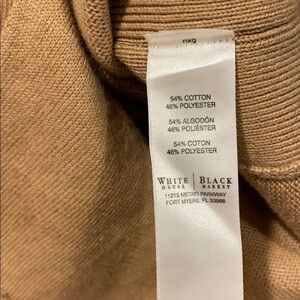 nxg
54% COTTON
46% POLYESTER
54% ALGODÓN
46% POLIÉSTER
54% COTON
46% POLYESTER
WHITE | BLACK
HOUSE | MARKET
11215 METRO PARKWAY
FORT MYERS, FL 33966